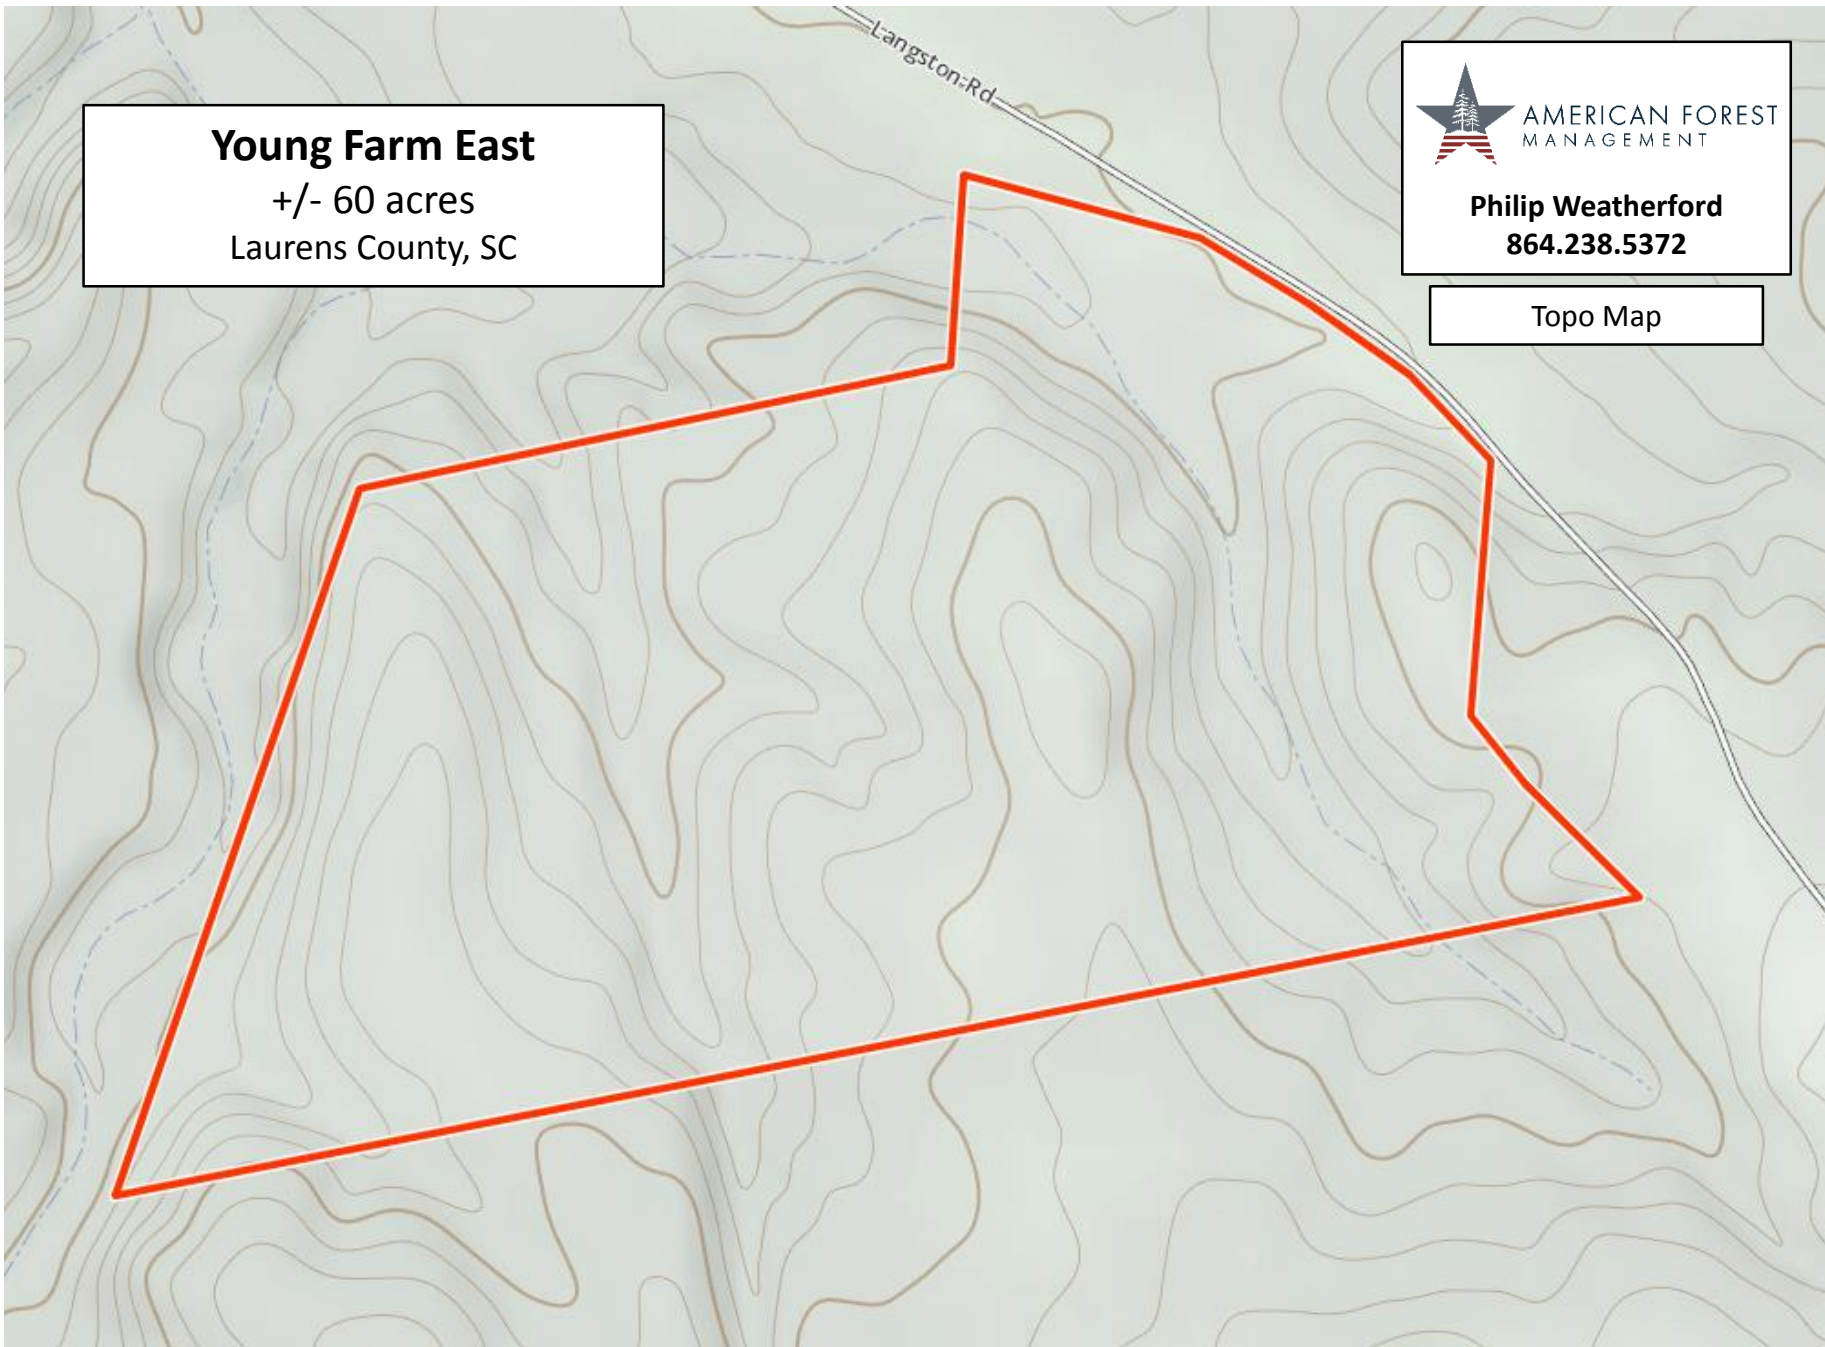 Langston Rd
Young Farm East
+/- 60 acres
Laurens County, SC
AMERICAN FOREST
MANAGEMENT
Philip Weatherford
864.238.5372
Topo Map